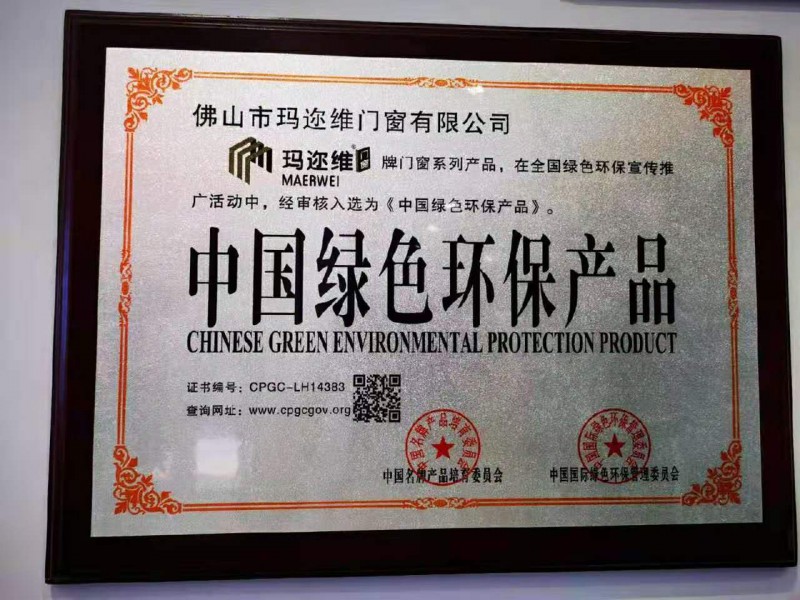 佛山市玛迩维门窗有限公司
玛迩维 牌门窗系列产品，在全国绿色环保宣传推
MAERWEI
广活动中，经审核入选为《中国绿色环保产品》。
中国绿色环保产品
CHINESE GREEN ENVIRONMENTAL PROTECTION PRODUCT
证书编号：CPGC-LH14383
查询网址：www.cpgcgov.org
中国名牌产品培育委员会
中国国际绿色环保管理委员会